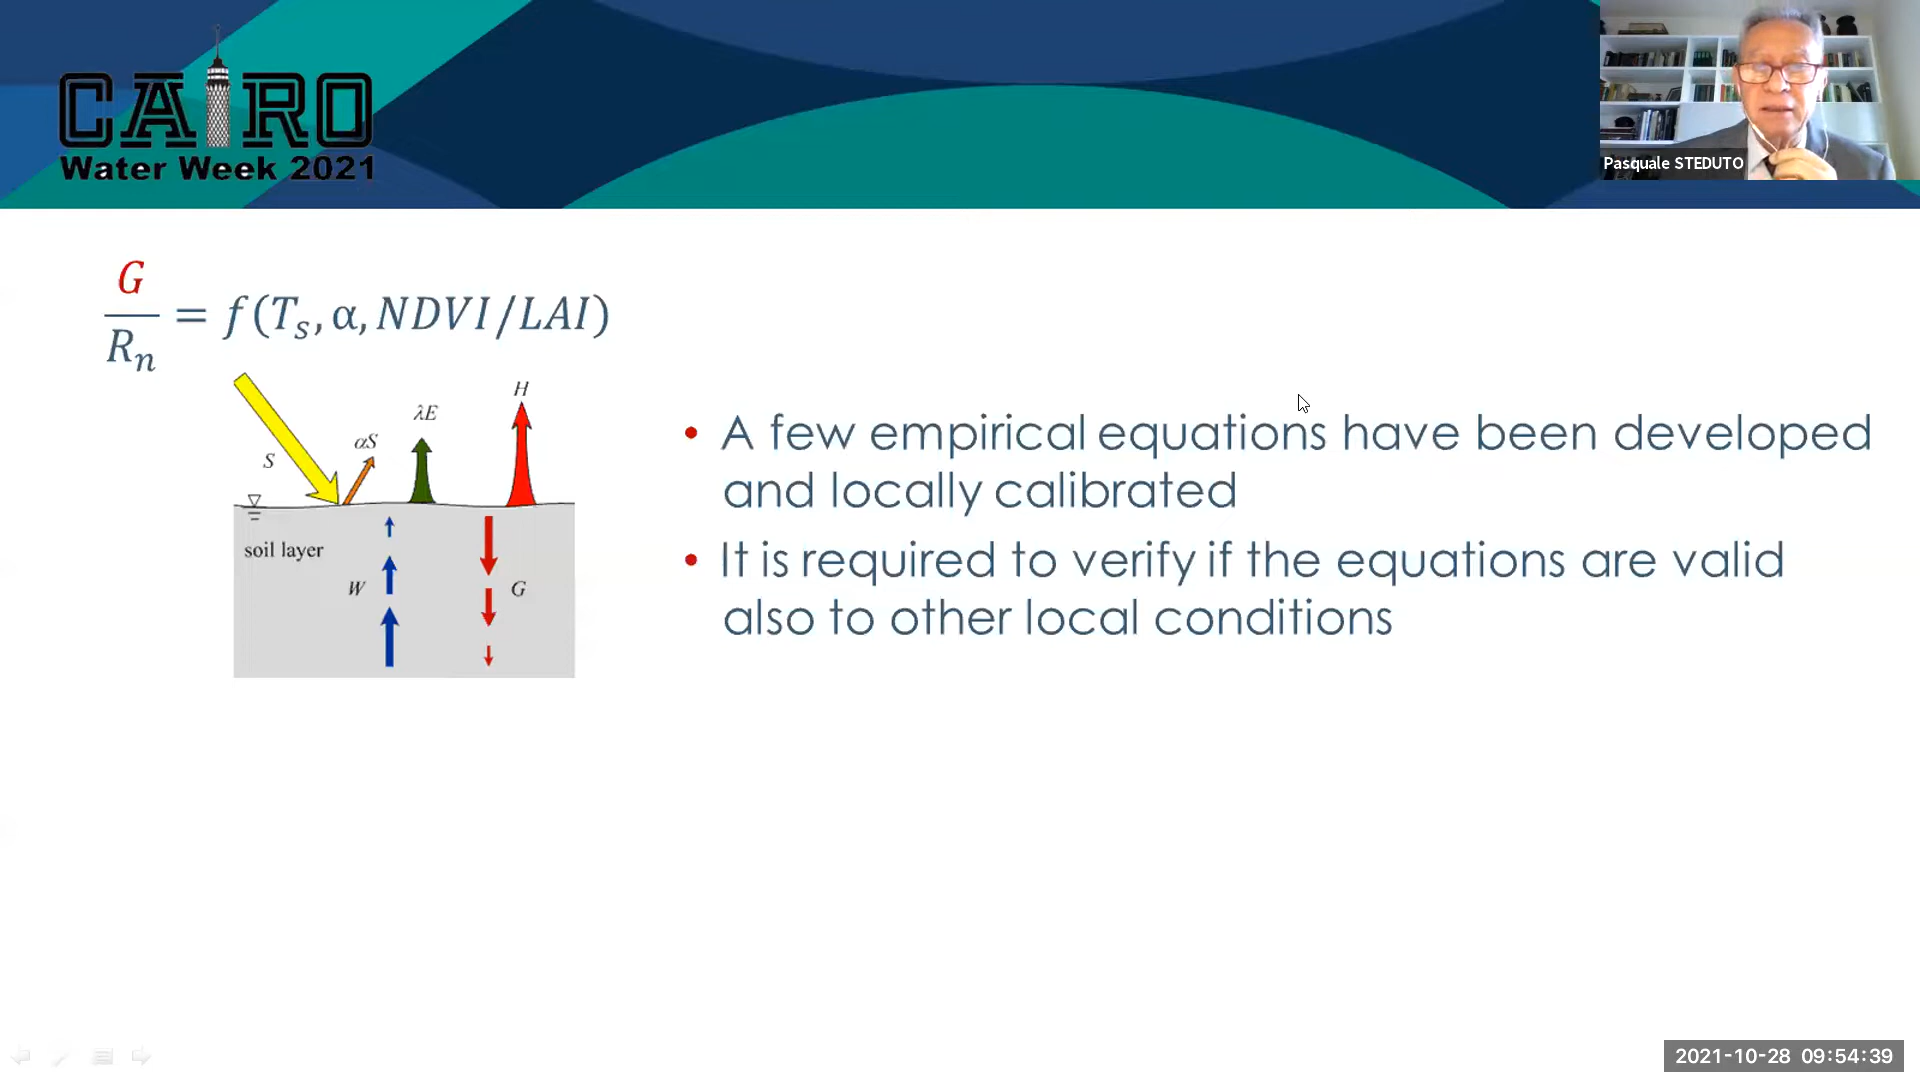 CAIRO
Water Week 2021
Pasquale STEDUTO
G
― = f(Tₛ, α, NDVI/LAI)
Rₙ
H
λE
αS
S
soil layer
W
G
• A few empirical equations have been developed
and locally calibrated
• It is required to verify if the equations are valid
also to other local conditions
2021-10-28 09:54:39